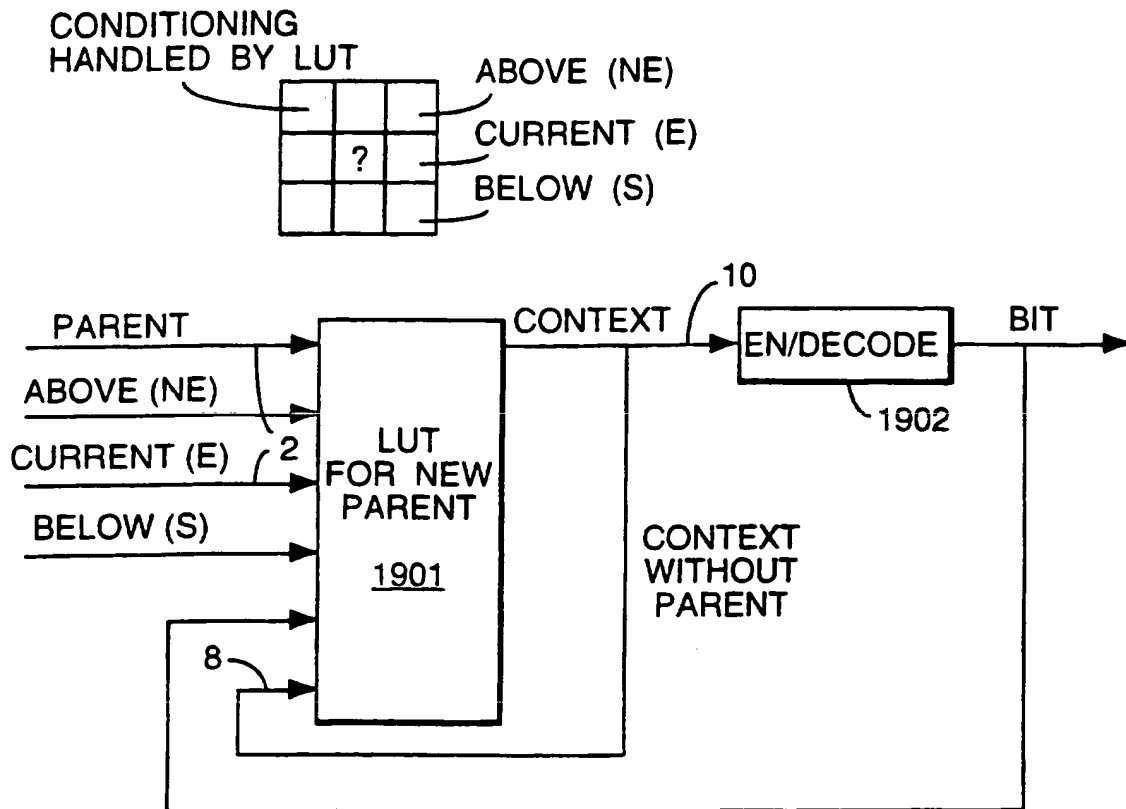 CONDITIONING
HANDLED BY LUT
ABOVE (NE)
CURRENT (E)
?
BELOW (S)
PARENT
ABOVE (NE)
2
CURRENT (E)
BELOW (S)
8
LUT
FOR NEW
PARENT
1901
CONTEXT
10
EN/DECODE
1902
BIT
CONTEXT
WITHOUT
PARENT